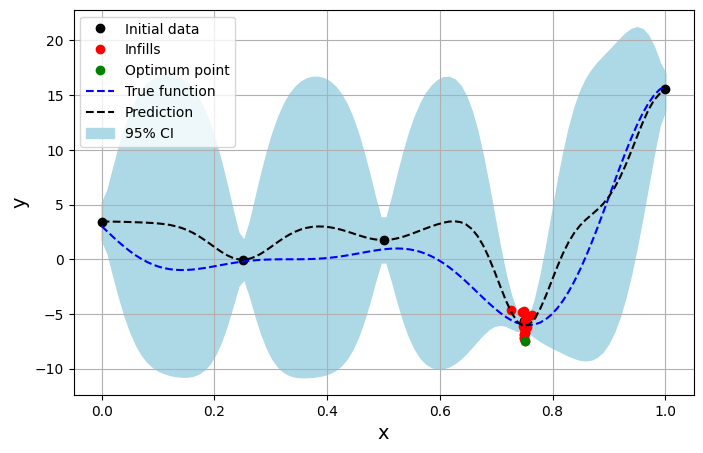 Initial data
Infills
Optimum point
True function
Prediction
95% CI
20
15
10
5
0
−5
−10
y
0.0 0.2 0.4 0.6 0.8 1.0
x